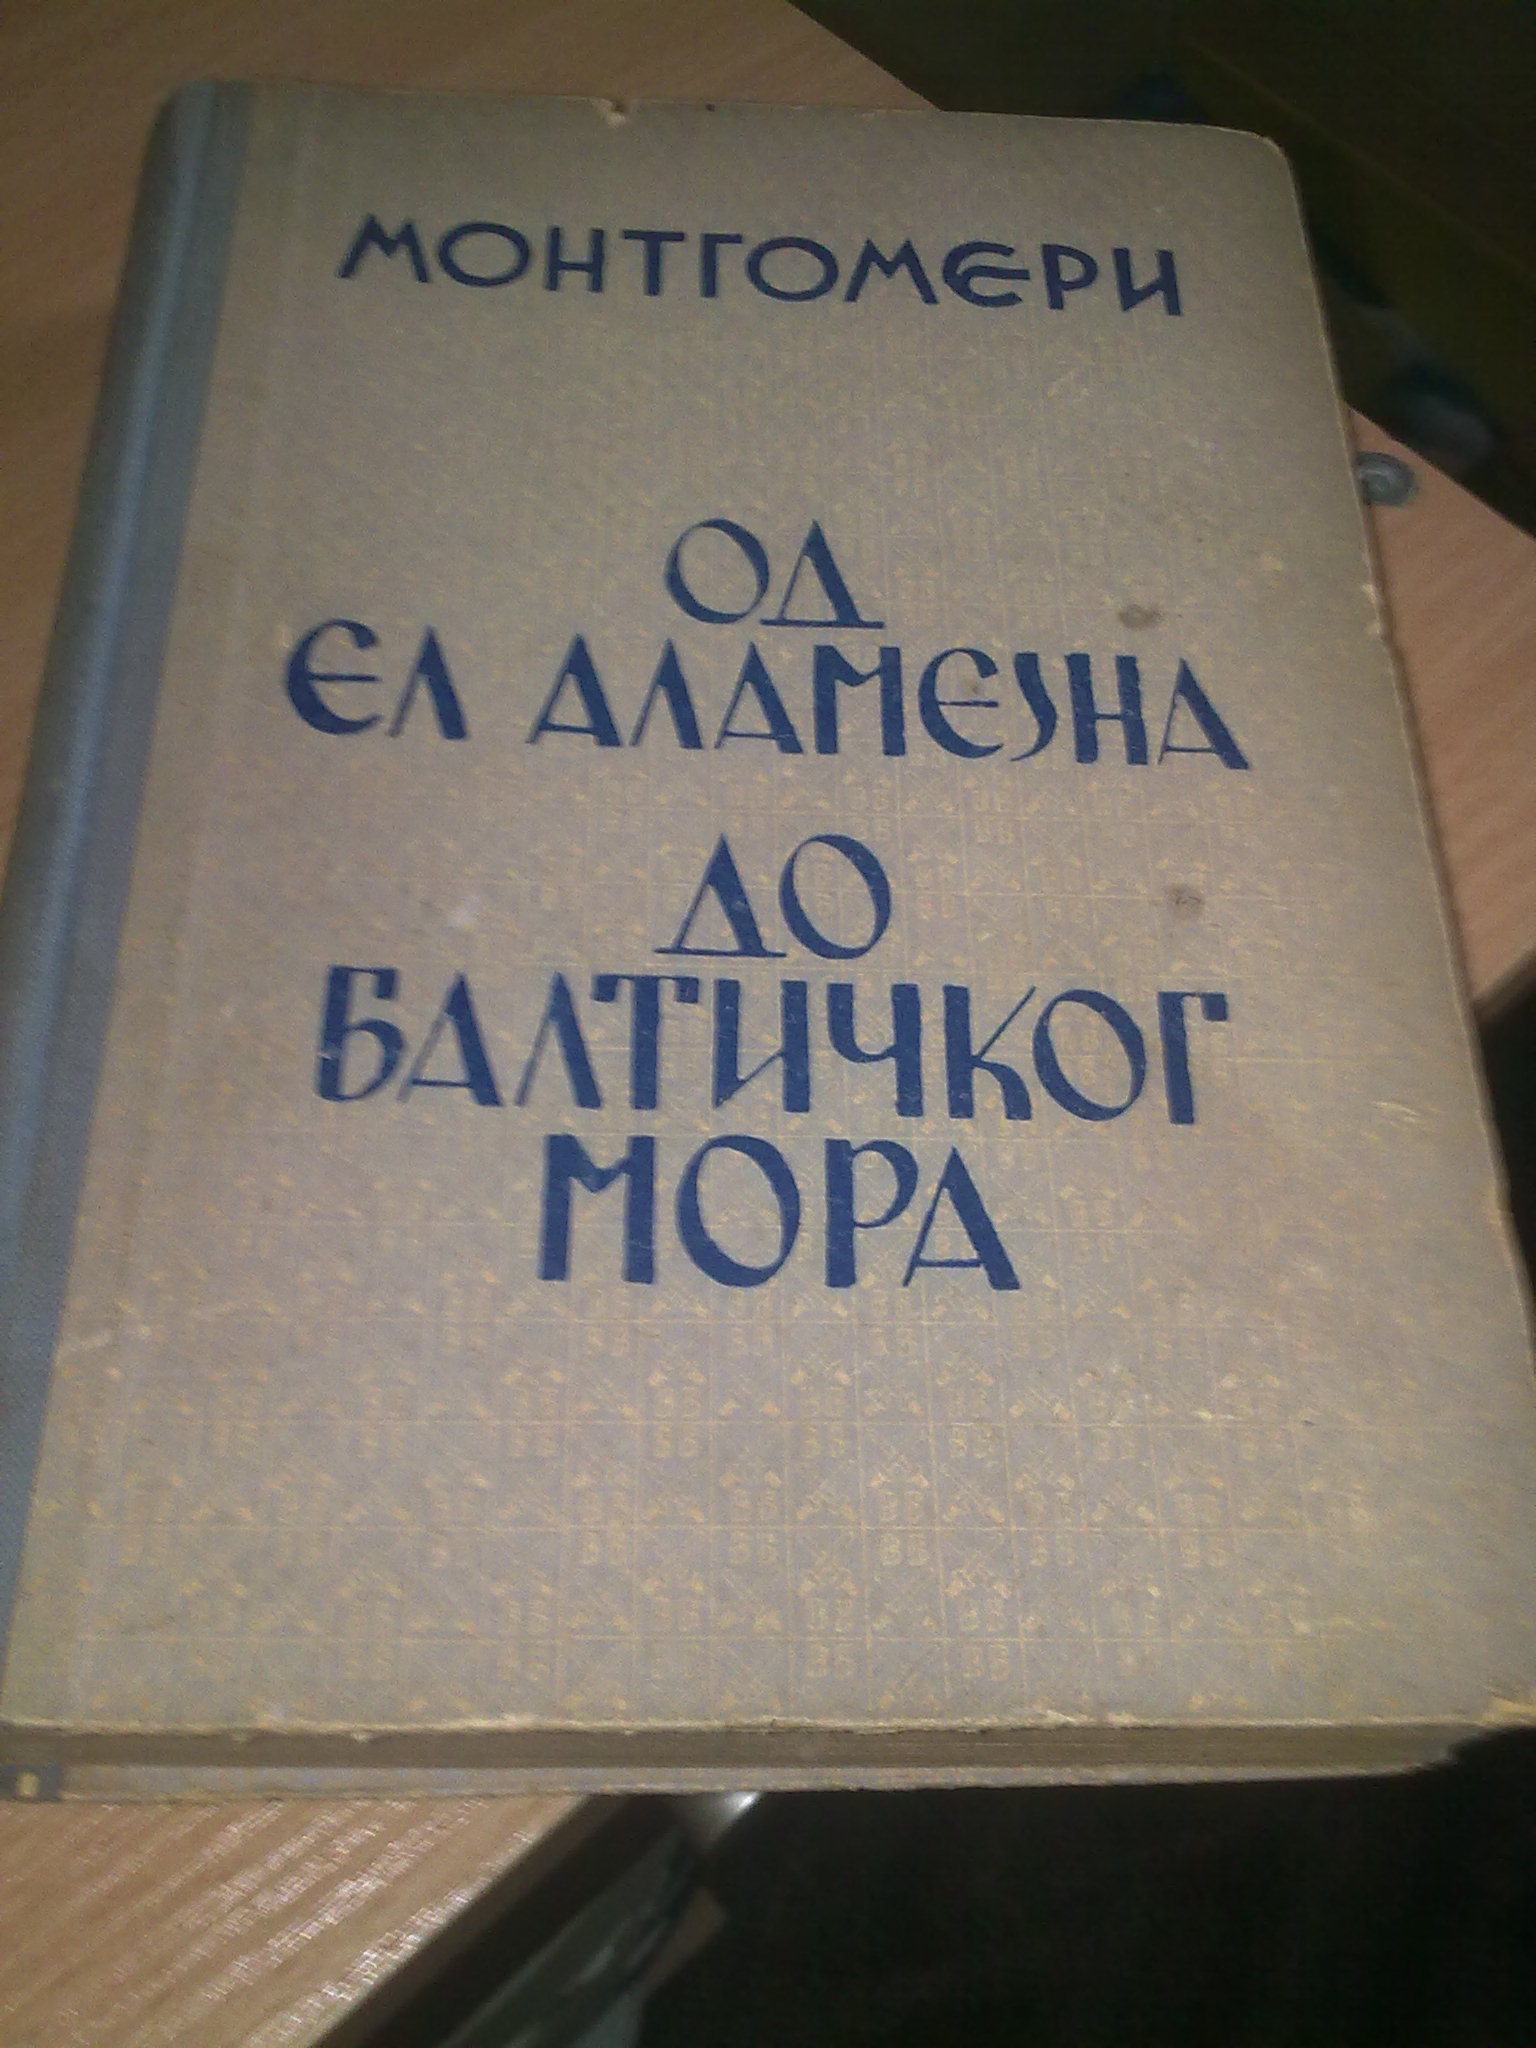 МОНТГОМЕРИ
ОД
ЕЛ АЛАМЕЈНА
ДО
БАЛТИЧКОГ
МОРА